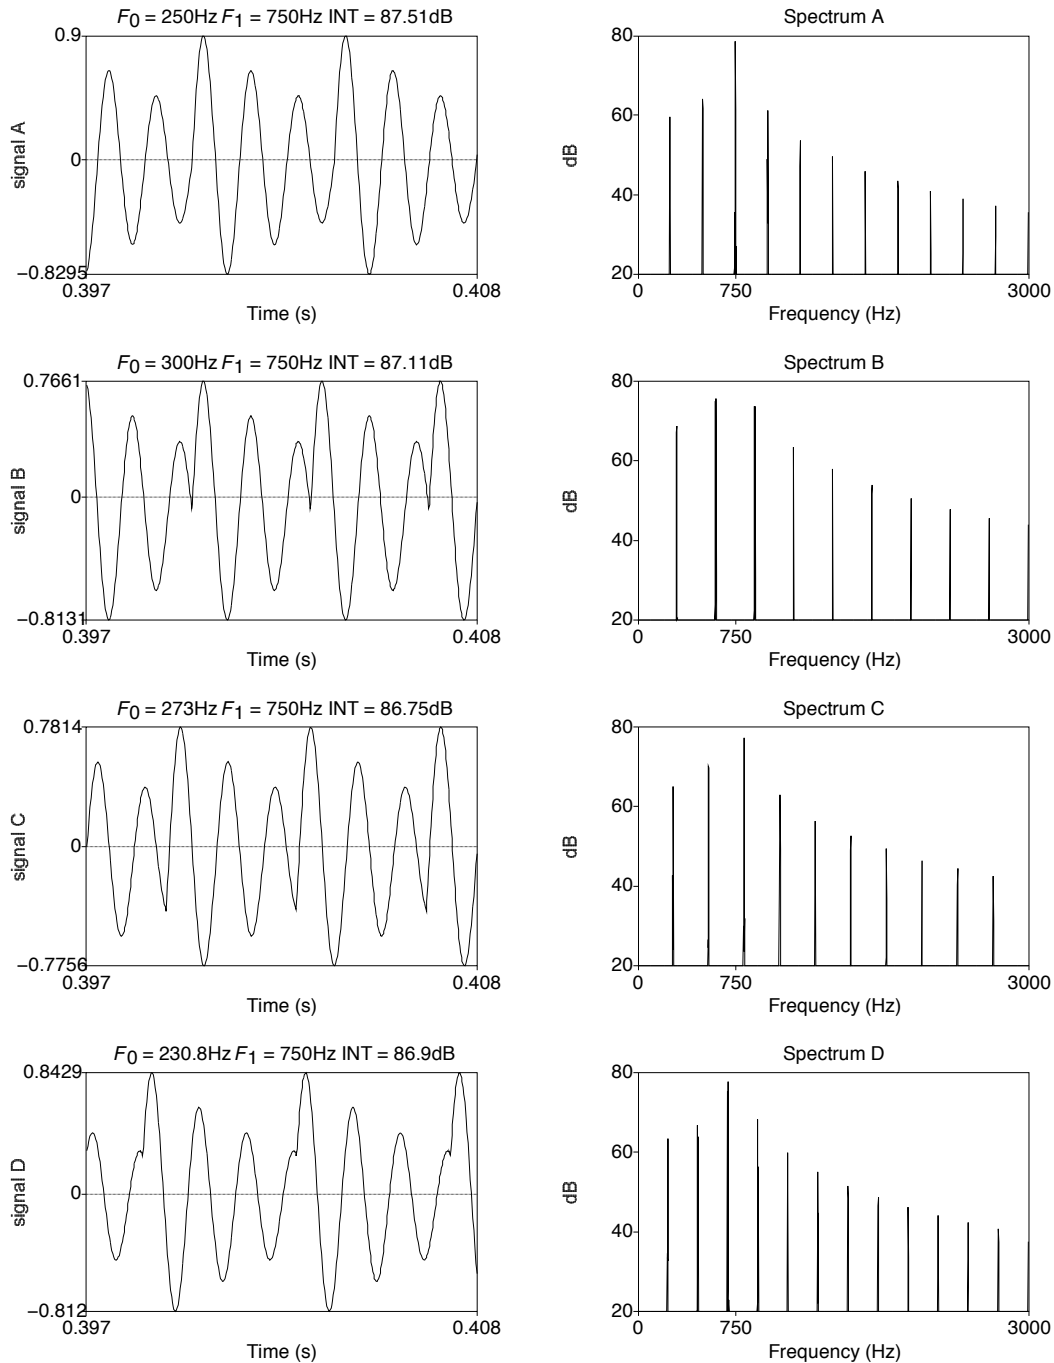 F0 = 250Hz F1 = 750Hz INT = 87.51dB
Spectrum A
0.9
0
−0.8295
signal A
0.397
0.408
Time (s)
80
60
40
20
dB
0
750
3000
Frequency (Hz)
F0 = 300Hz F1 = 750Hz INT = 87.11dB
Spectrum B
0.7661
0
−0.8131
signal B
0.397
0.408
Time (s)
80
60
40
20
dB
0
750
3000
Frequency (Hz)
F0 = 273Hz F1 = 750Hz INT = 86.75dB
Spectrum C
0.7814
0
−0.7756
signal C
0.397
0.408
Time (s)
80
60
40
20
dB
0
750
3000
Frequency (Hz)
F0 = 230.8Hz F1 = 750Hz INT = 86.9dB
Spectrum D
0.8429
0
−0.812
signal D
0.397
0.408
Time (s)
80
60
40
20
dB
0
750
3000
Frequency (Hz)